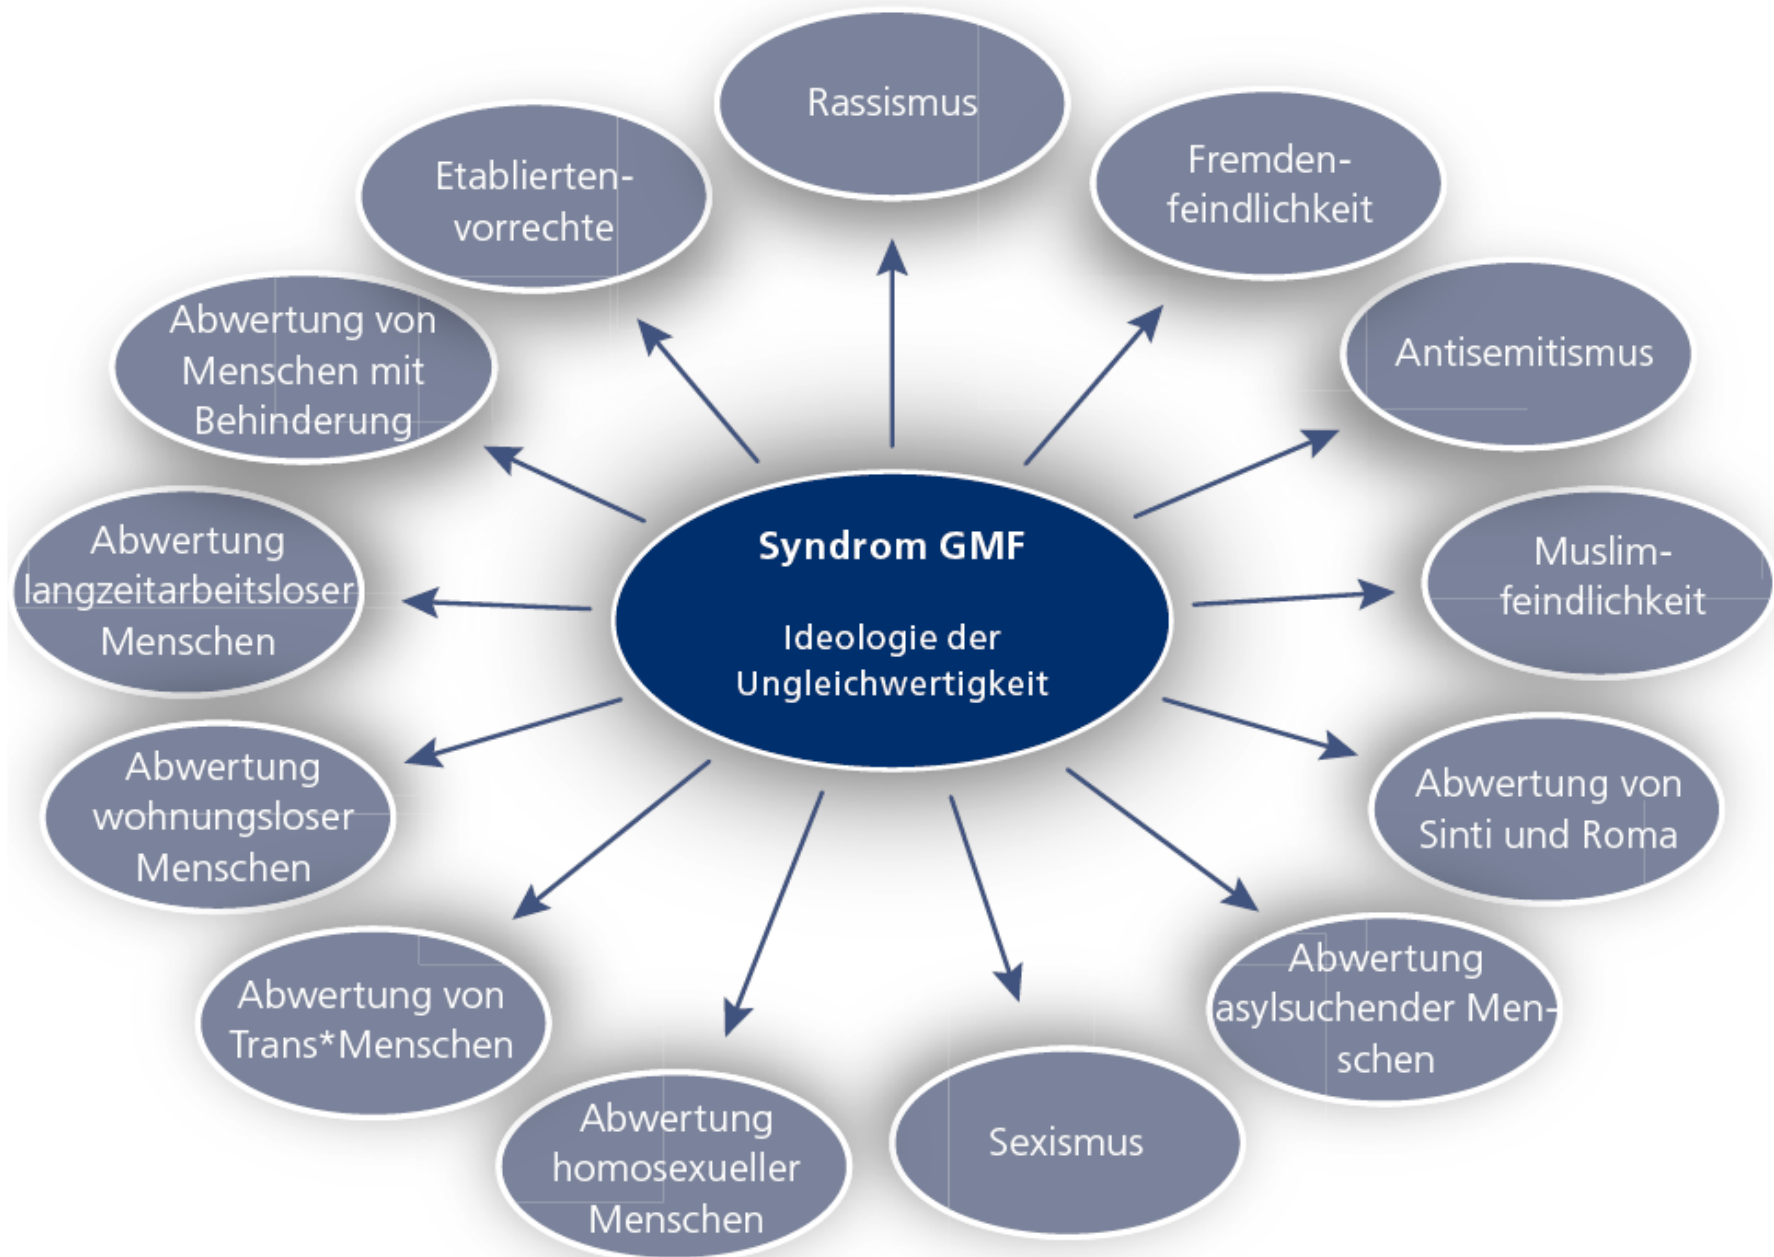 Rassismus
Fremden-
feindlichkeit
Antisemitismus
Muslim-
feindlichkeit
Abwertung von
Sinti und Roma
Abwertung
asylsuchender Men-
schen
Sexismus
Abwertung
homosexueller
Menschen
Abwertung von
Trans*Menschen
Abwertung
wohnungsloser
Menschen
Abwertung
langzeitarbeitsloser
Menschen
Abwertung von
Menschen mit
Behinderung
Etablierten-
vorrechte
Syndrom GMF
Ideologie der
Ungleichwertigkeit